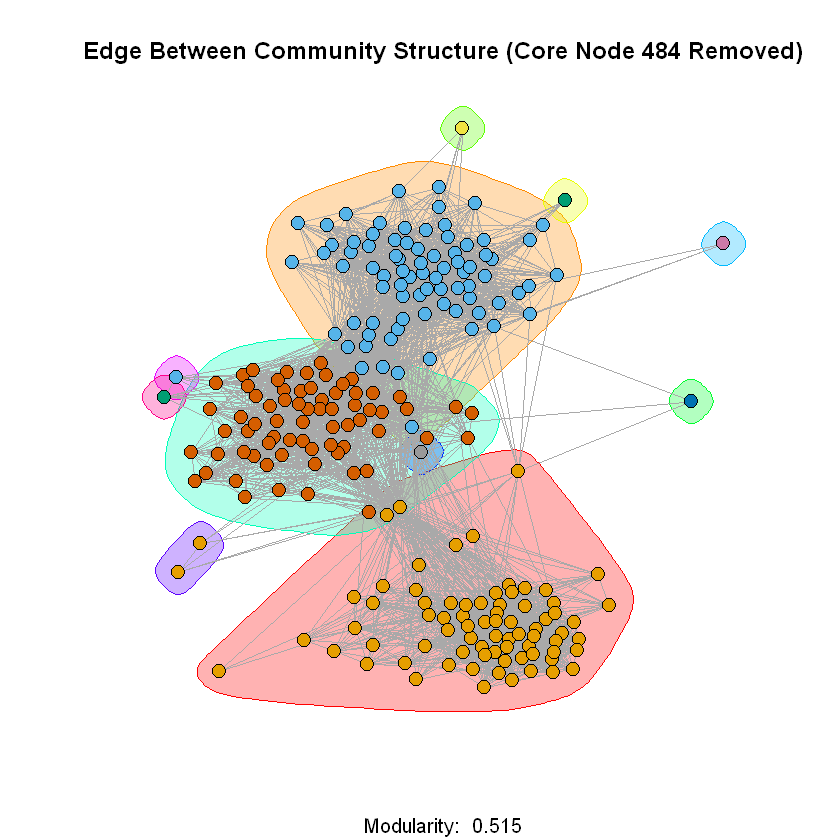 Edge Between Community Structure (Core Node 484 Removed)
Modularity:  0.515